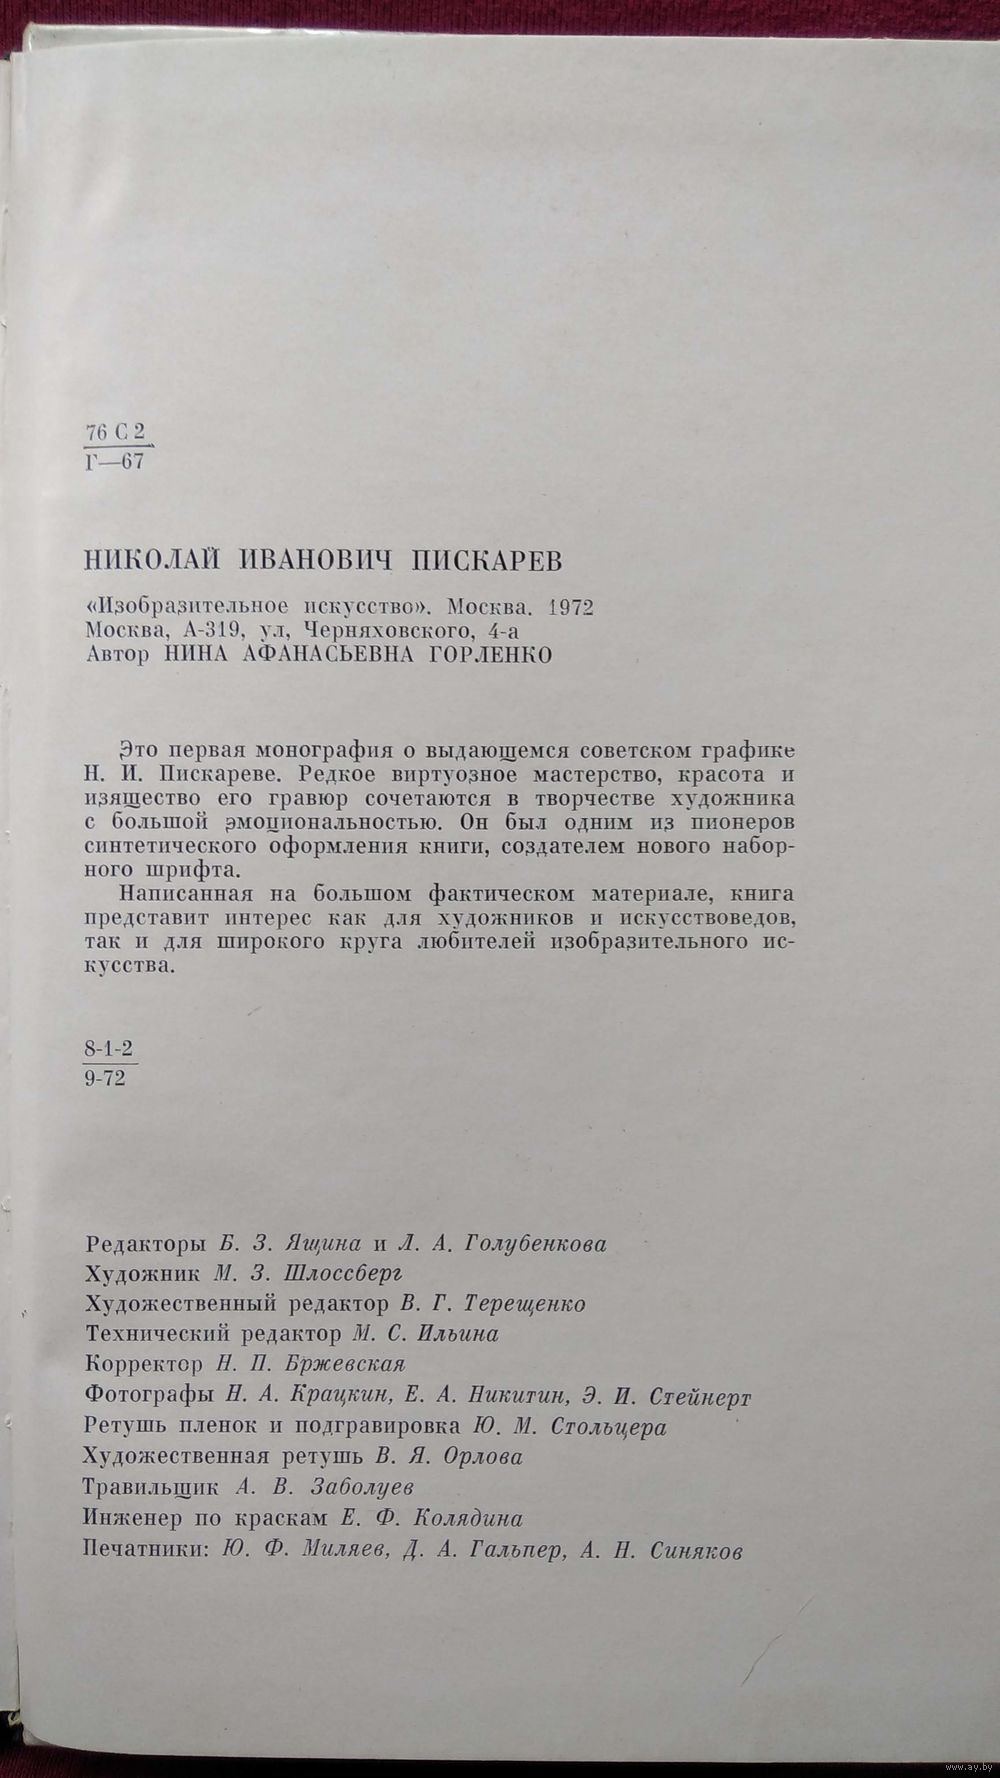 76 С 2
Г—67
НИКОЛАЙ ИВАНОВИЧ ПИСКАРЕВ
«Изобразительное искусство». Москва. 1972
Москва, А-319, ул, Черняховского, 4-а
Автор НИНА АФАНАСЬЕВНА ГОРЛЕНКО
Это первая монография о выдающемся советском графике
Н. И. Пискареве. Редкое виртуозное мастерство, красота и
изящество его гравюр сочетаются в творчестве художника
с большой эмоциональностью. Он был одним из пионеров
синтетического оформления книги, создателем нового набор-
ного шрифта.
Написанная на большом фактическом материале, книга
представит интерес как для художников и искусствоведов,
так и для широкого круга любителей изобразительного ис-
кусства.
8-1-2
9-72
Редакторы Б. З. Ящина и Л. А. Голубенкова
Художник М. З. Шлоссберг
Художественный редактор В. Г. Терещенко
Технический редактор М. С. Ильина
Корректор Н. П. Бржевская
Фотографы Н. А. Крацкин, Е. А. Никитин, Э. И. Стейнерт
Ретушь пленок и подгравировка Ю. М. Стольцера
Художественная ретушь В. Я. Орлова
Травильщик А. В. Заболуев
Инженер по краскам Е. Ф. Колядина
Печатники: Ю. Ф. Миляев, Д. А. Гальпер, А. Н. Синяков
www.ay.by